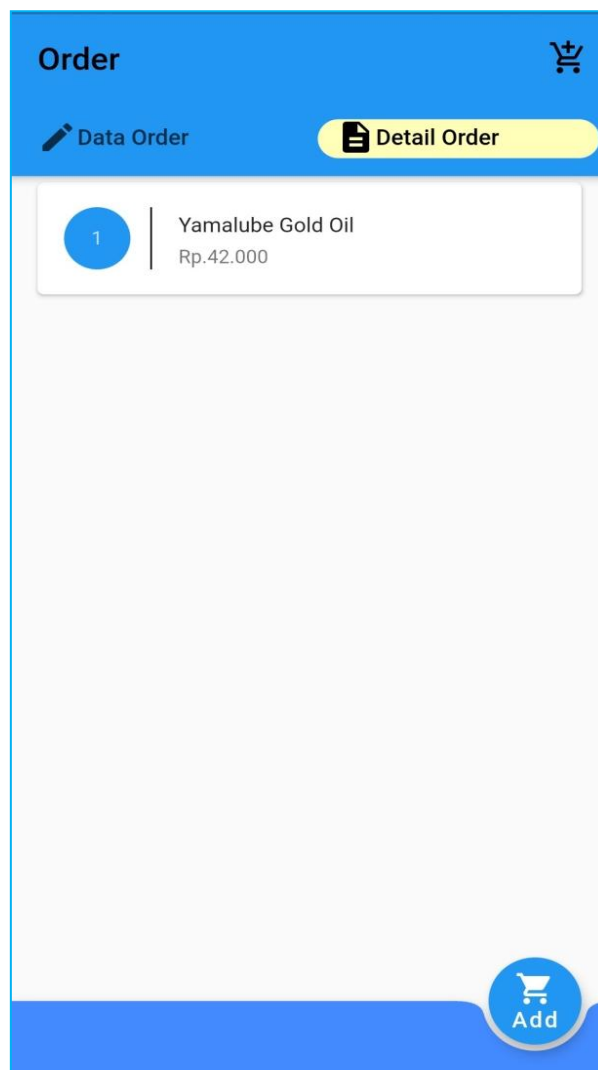 Order
Data Order
Detail Order
1
Yamalube Gold Oil
Rp.42.000
Add